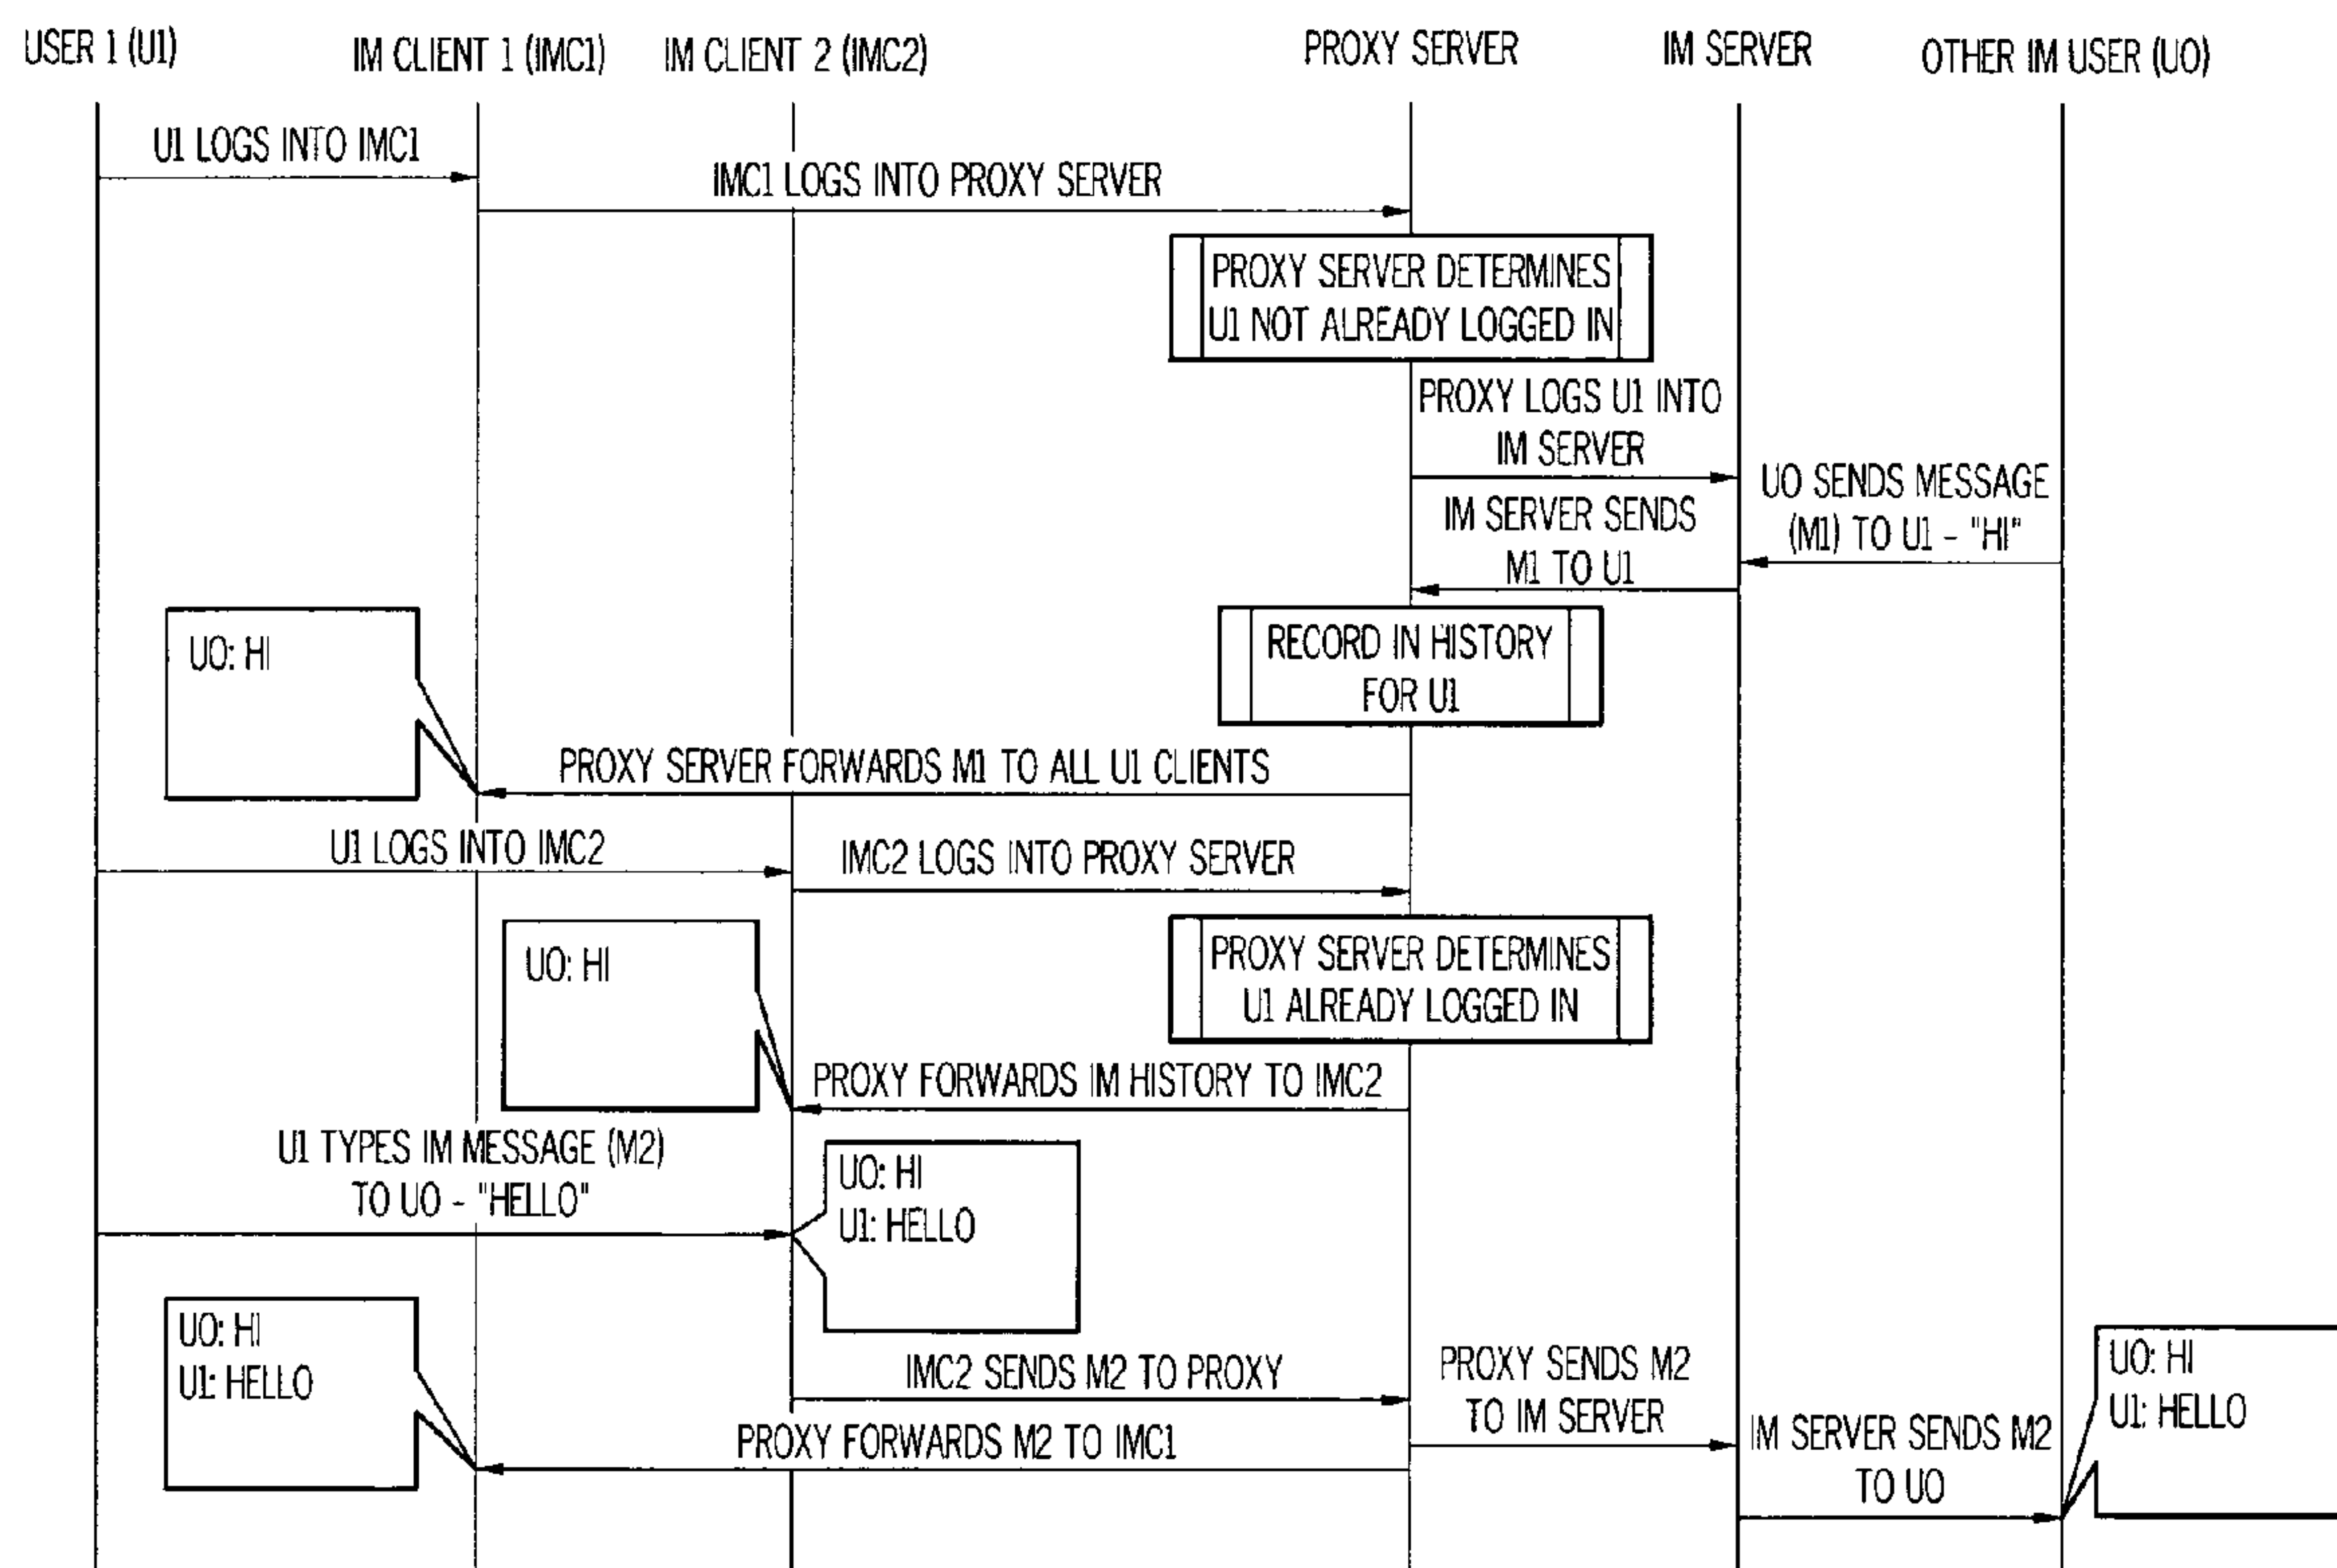 USER 1 (U1)
IM CLIENT 1 (IMC1)
IM CLIENT 2 (IMC2)
PROXY SERVER
IM SERVER
OTHER IM USER (UO)
U1 LOGS INTO IMC1
IMC1 LOGS INTO PROXY SERVER
PROXY SERVER DETERMINES
U1 NOT ALREADY LOGGED IN
PROXY LOGS U1 INTO
IM SERVER
UO SENDS MESSAGE
(M1) TO U1 - "HI"
IM SERVER SENDS
M1 TO U1
RECORD IN HISTORY
FOR U1
UO: HI
PROXY SERVER FORWARDS M1 TO ALL U1 CLIENTS
U1 LOGS INTO IMC2
IMC2 LOGS INTO PROXY SERVER
PROXY SERVER DETERMINES
U1 ALREADY LOGGED IN
UO: HI
PROXY FORWARDS IM HISTORY TO IMC2
U1 TYPES IM MESSAGE (M2)
TO UO - "HELLO"
UO: HI
U1: HELLO
IMC2 SENDS M2 TO PROXY
PROXY SENDS M2
TO IM SERVER
UO: HI
U1: HELLO
PROXY FORWARDS M2 TO IMC1
IM SERVER SENDS M2
TO UO
UO: HI
U1: HELLO